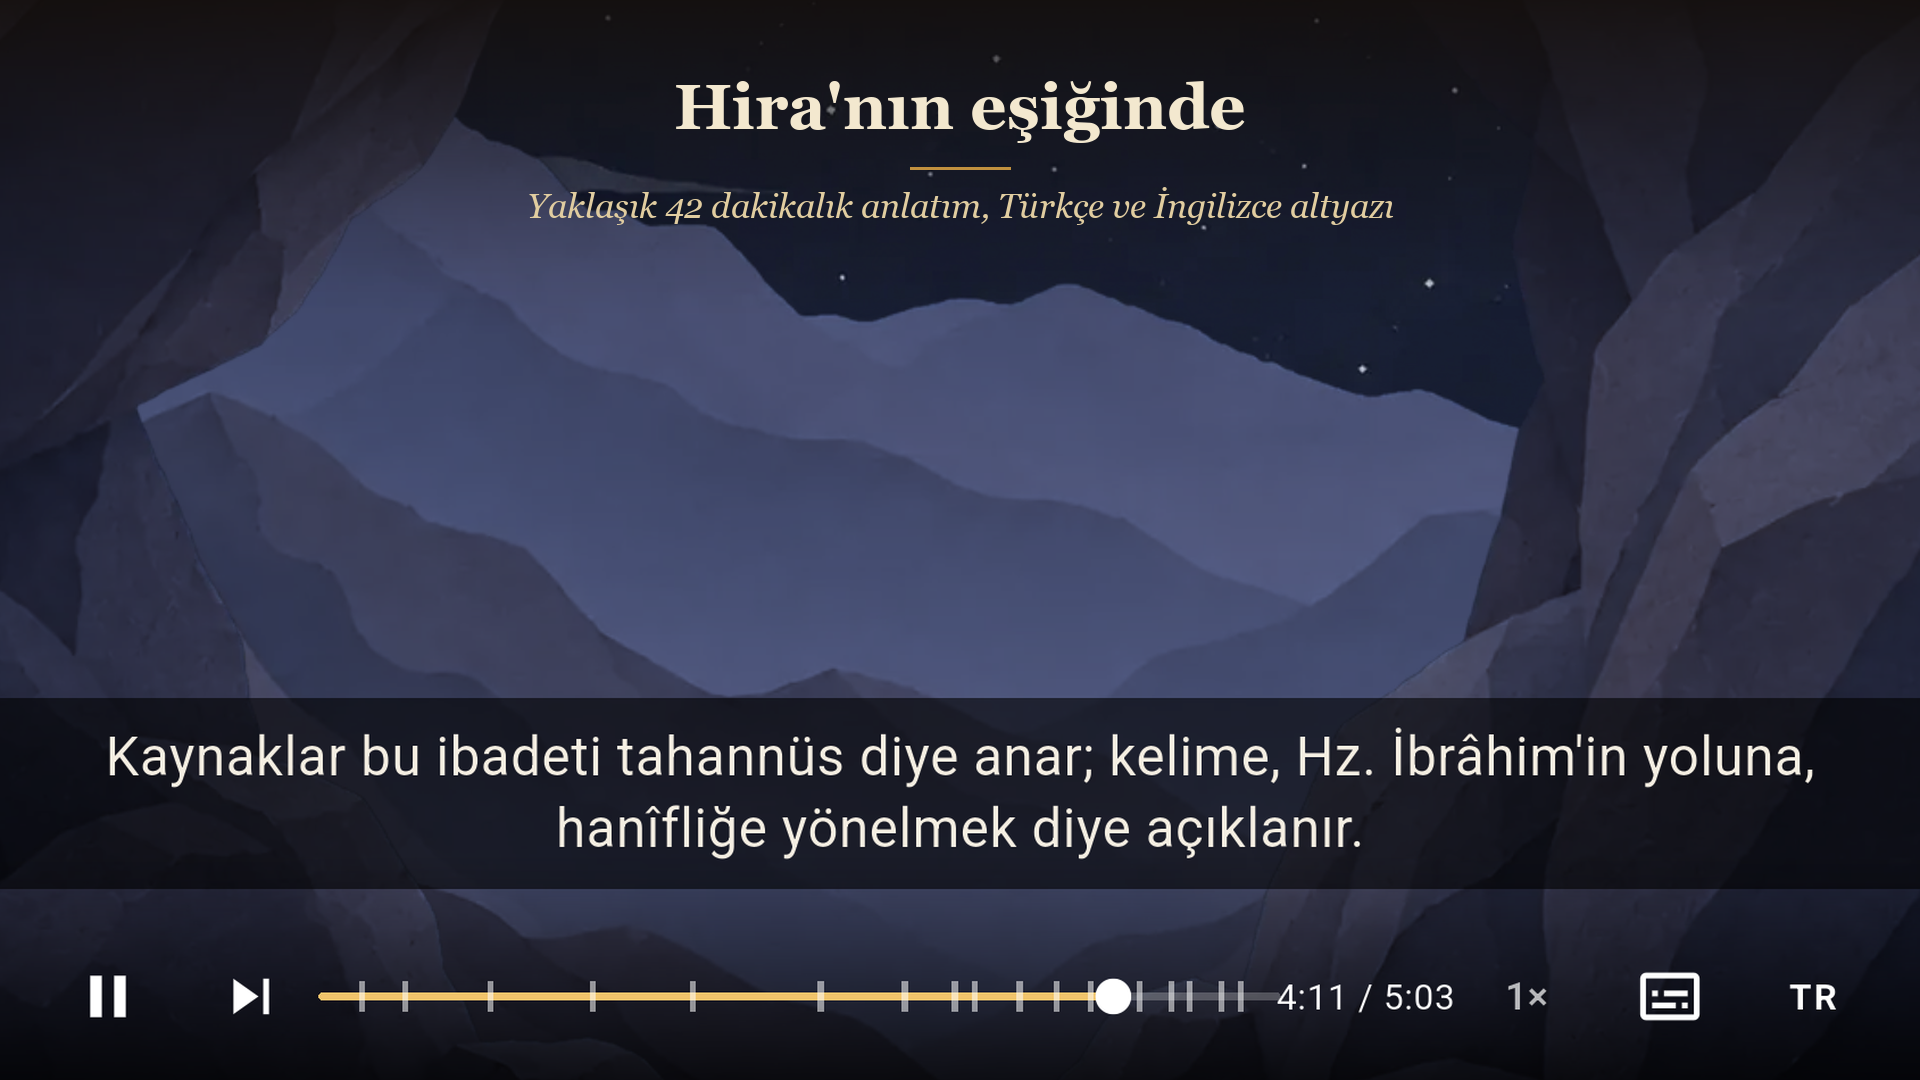 Hira'nın eşiğinde
Yaklaşık 42 dakikalık anlatım, Türkçe ve İngilizce altyazı
Kaynaklar bu ibadeti tahannüs diye anar; kelime, Hz. İbrâhim'in yoluna,
hanîfliğe yönelmek diye açıklanır.
4:11 / 5:03 1× TR